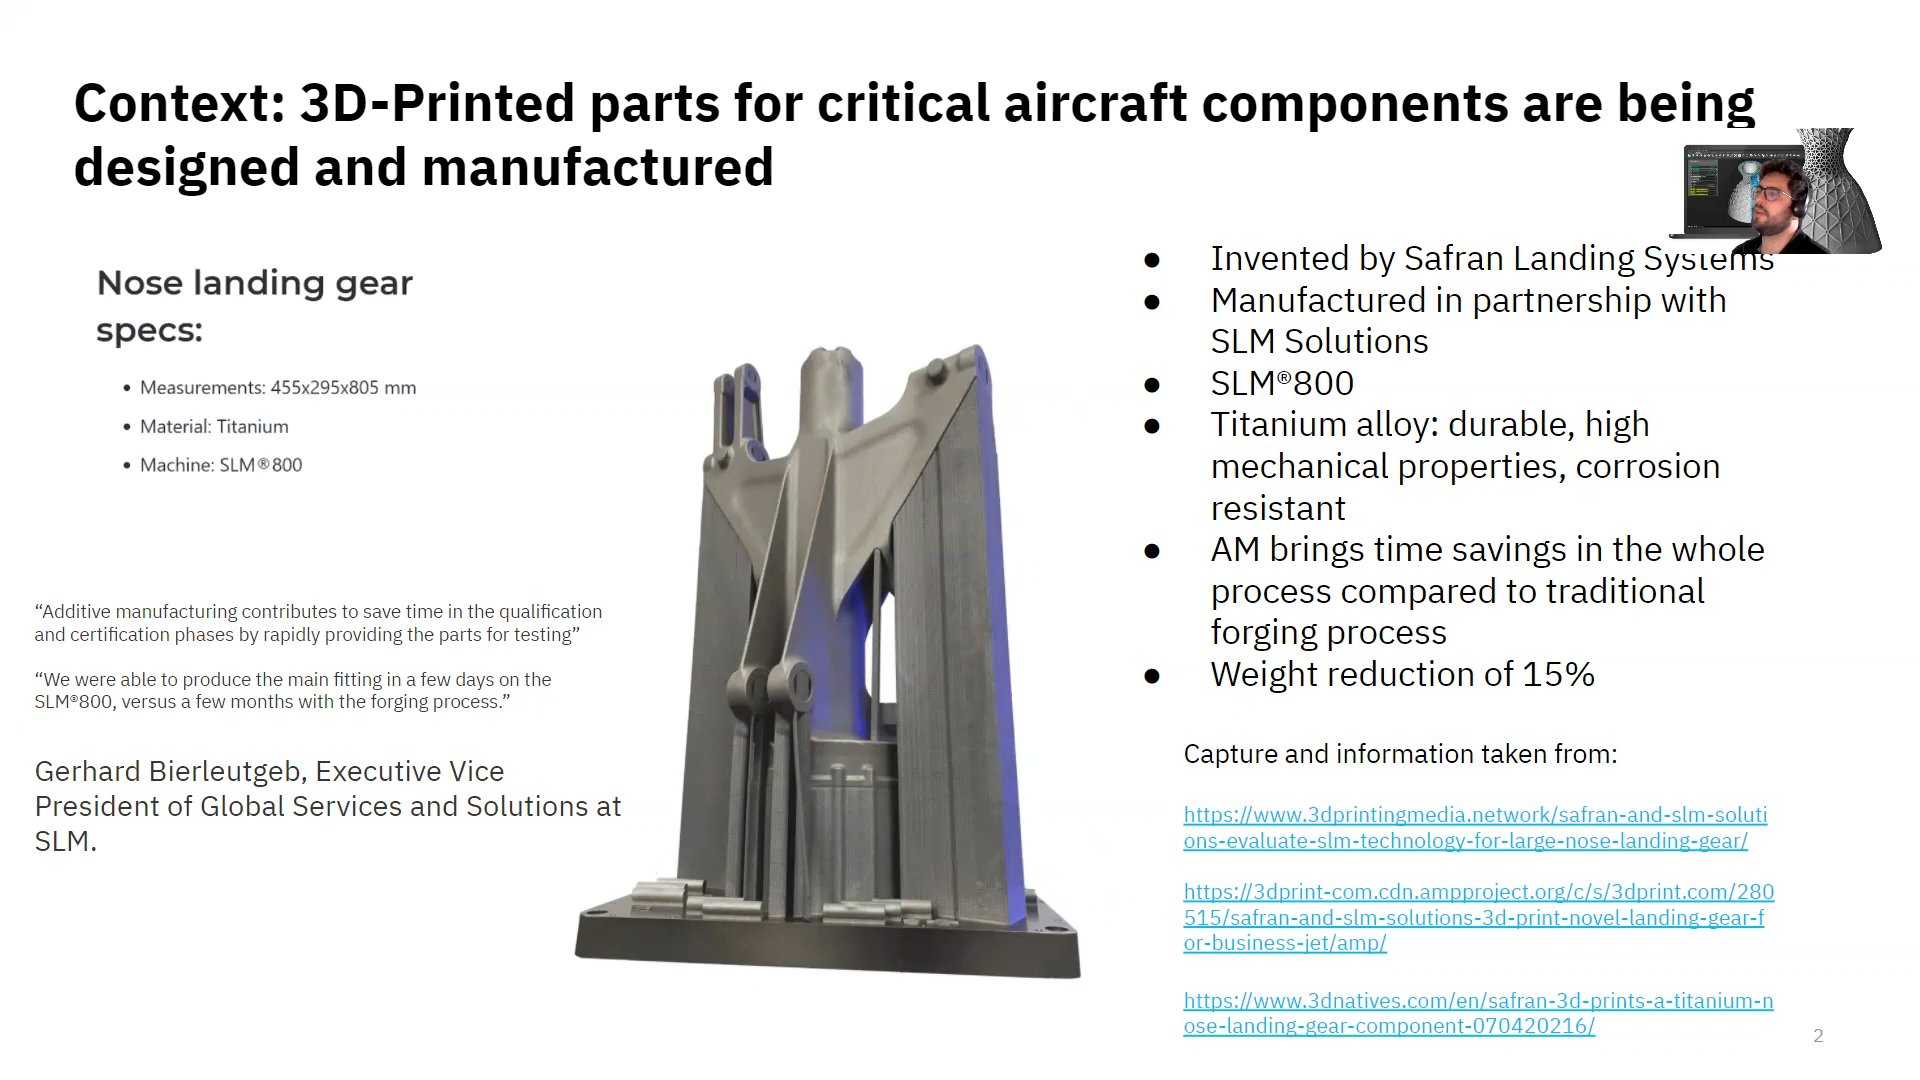 Context: 3D-Printed parts for critical aircraft components are being
designed and manufactured
Nose landing gear
specs:
• Measurements: 455x295x805 mm
• Material: Titanium
• Machine: SLM®800
“Additive manufacturing contributes to save time in the qualification
and certification phases by rapidly providing the parts for testing”
“We were able to produce the main fitting in a few days on the
SLM®800, versus a few months with the forging process.”
Gerhard Bierleutgeb, Executive Vice
President of Global Services and Solutions at
SLM.
● Invented by Safran Landing Systems
● Manufactured in partnership with
SLM Solutions
● SLM®800
● Titanium alloy: durable, high
mechanical properties, corrosion
resistant
● AM brings time savings in the whole
process compared to traditional
forging process
● Weight reduction of 15%
Capture and information taken from:
https://www.3dprintingmedia.network/safran-and-slm-soluti
ons-evaluate-slm-technology-for-large-nose-landing-gear/
https://3dprint-com.cdn.ampproject.org/c/s/3dprint.com/280
515/safran-and-slm-solutions-3d-print-novel-landing-gear-f
or-business-jet/amp/
https://www.3dnatives.com/en/safran-3d-prints-a-titanium-n
ose-landing-gear-component-070420216/
2